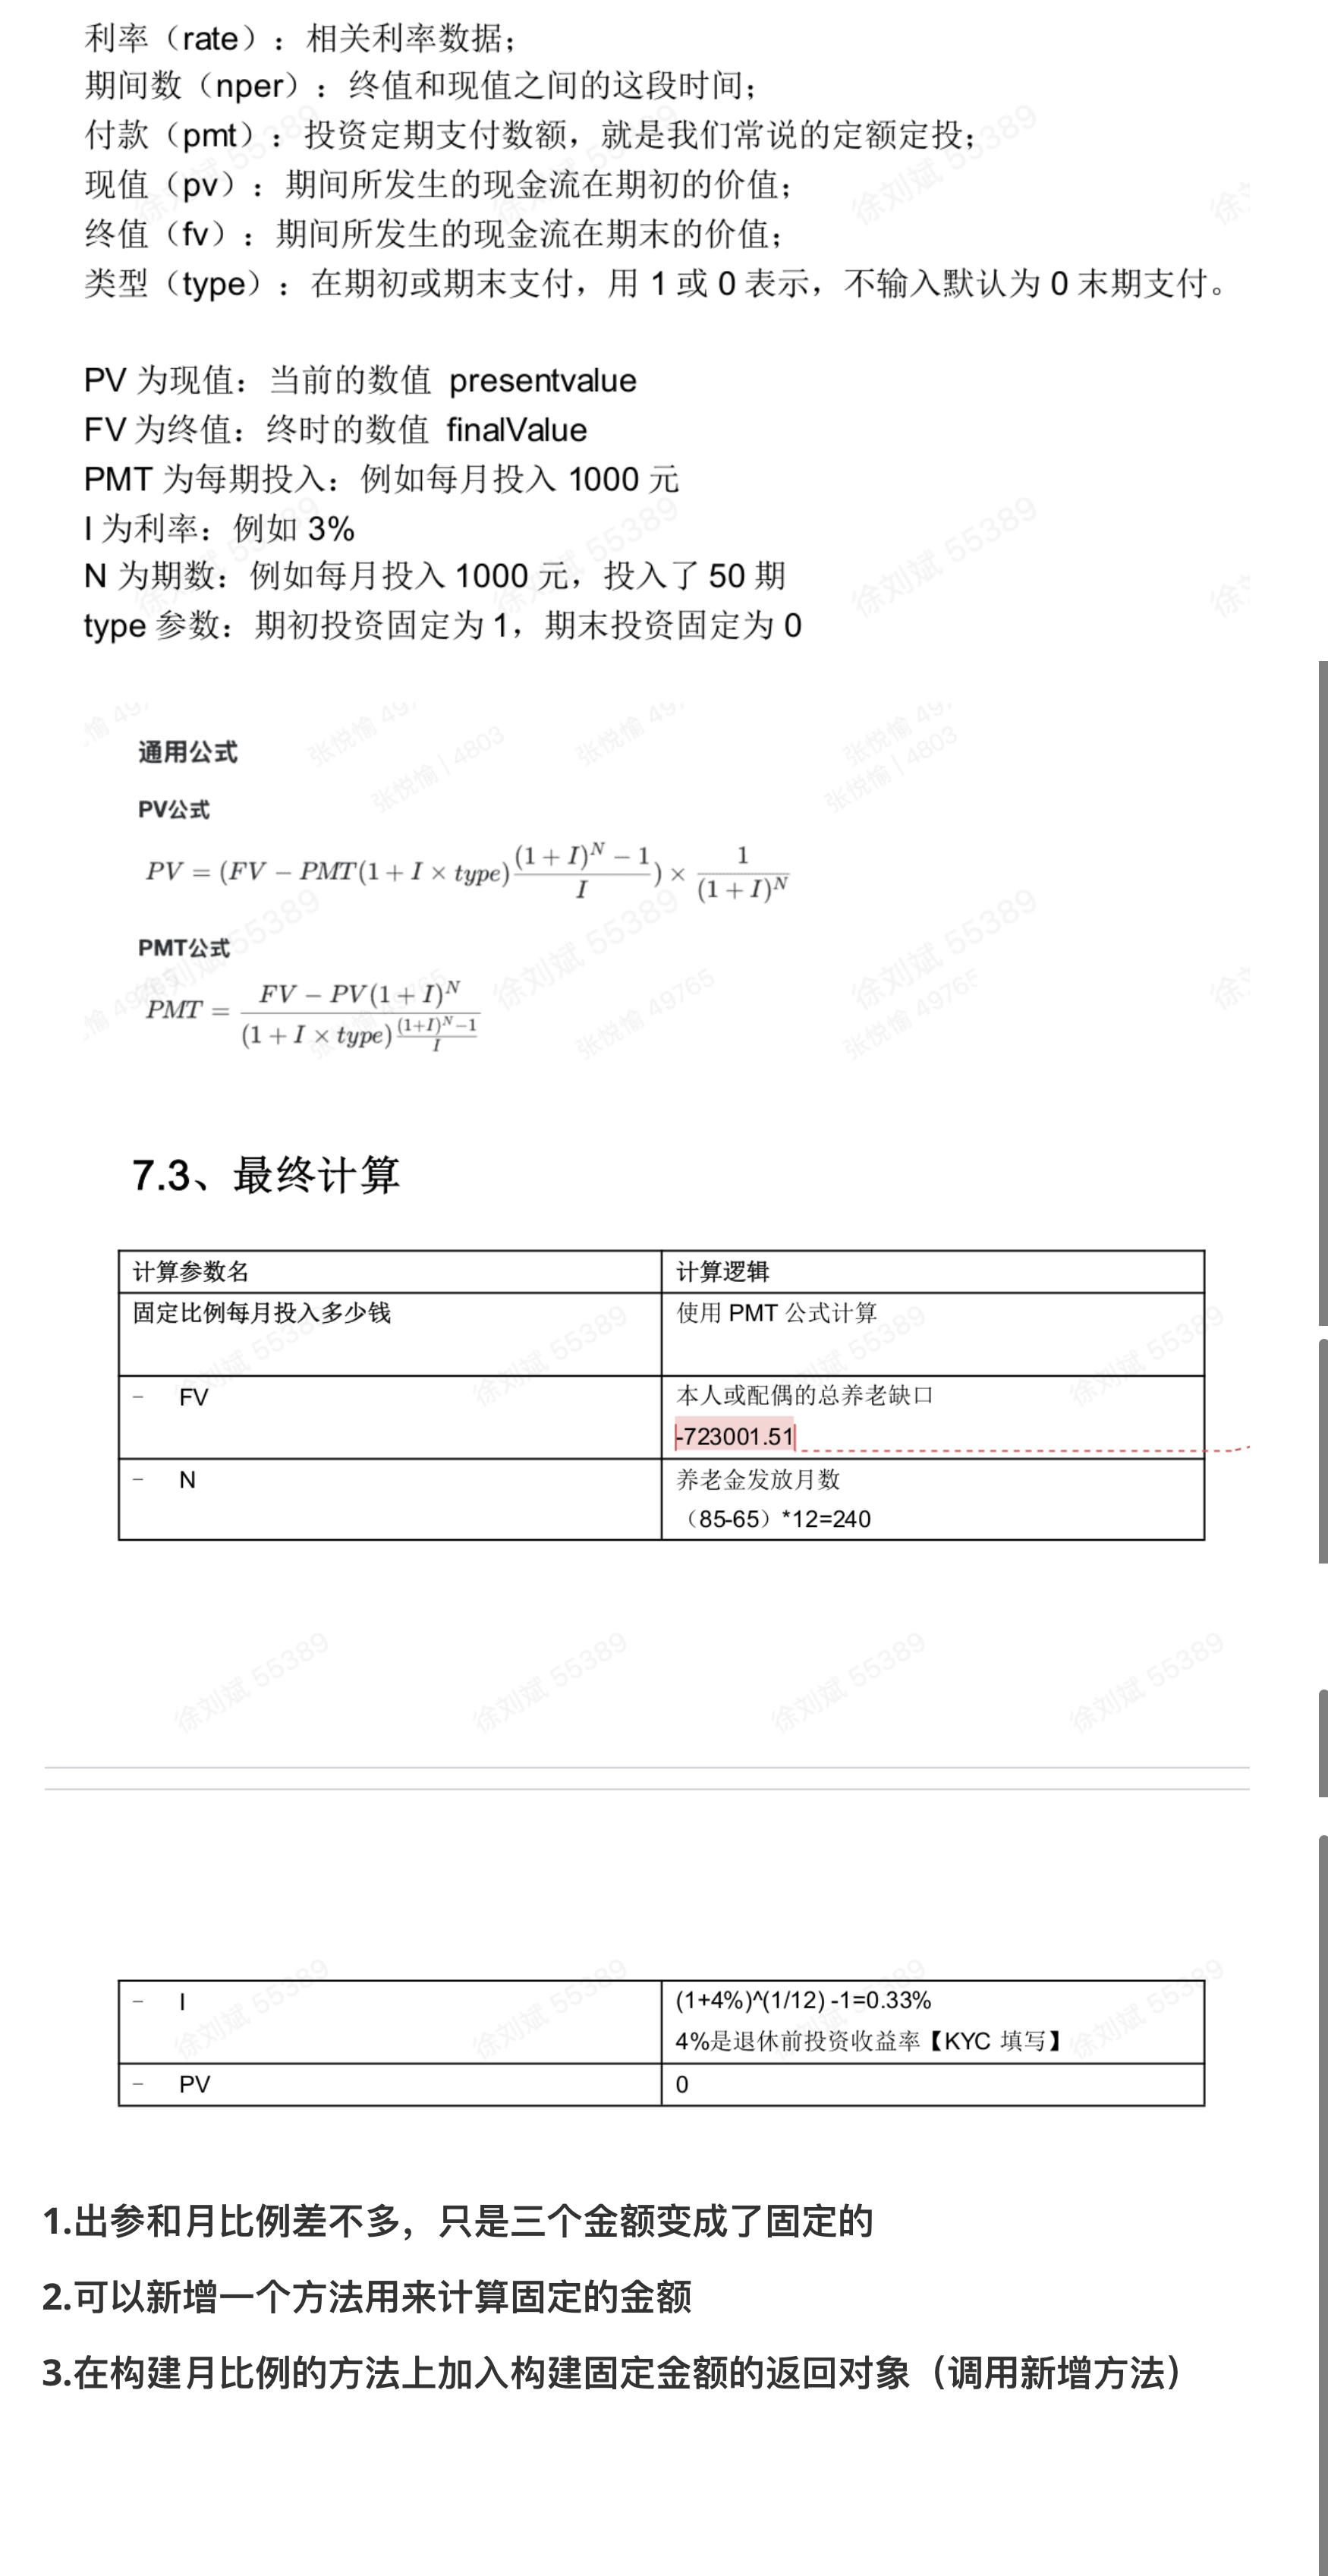 利率（rate）：相关利率数据；
期间数（nper）：终值和现值之间的这段时间；
付款（pmt）：投资定期支付数额，就是我们常说的定额定投；
现值（pv）：期间所发生的现金流在期初的价值；
终值（fv）：期间所发生的现金流在期末的价值；
类型（type）：在期初或期末支付，用 1 或 0 表示，不输入默认为 0 末期支付。
PV 为现值：当前的数值 presentvalue
FV 为终值：终时的数值 finalValue
PMT 为每期投入：例如每月投入 1000 元
I 为利率：例如 3%
N 为期数：例如每月投入 1000 元，投入了 50 期
type 参数：期初投资固定为 1，期末投资固定为 0
通用公式
PV公式
PV = (FV − PMT(1 + I × type) ((1 + I)^N − 1)/I) × 1/(1 + I)^N
PMT公式
PMT = (FV − PV(1 + I)^N)/((1 + I × type) ((1+I)^N−1)/I)
7.3、最终计算
计算参数名 计算逻辑
固定比例每月投入多少钱 使用 PMT 公式计算
− FV 本人或配偶的总养老缺口
-723001.51
− N 养老金发放月数
（85-65）*12=240
− I (1+4%)^(1/12) -1=0.33%
4%是退休前投资收益率【KYC 填写】
− PV 0
1.出参和月比例差不多，只是三个金额变成了固定的
2.可以新增一个方法用来计算固定的金额
3.在构建月比例的方法上加入构建固定金额的返回对象（调用新增方法）
徐刘斌 55389
张悦愉 49765
张悦愉 | 4803